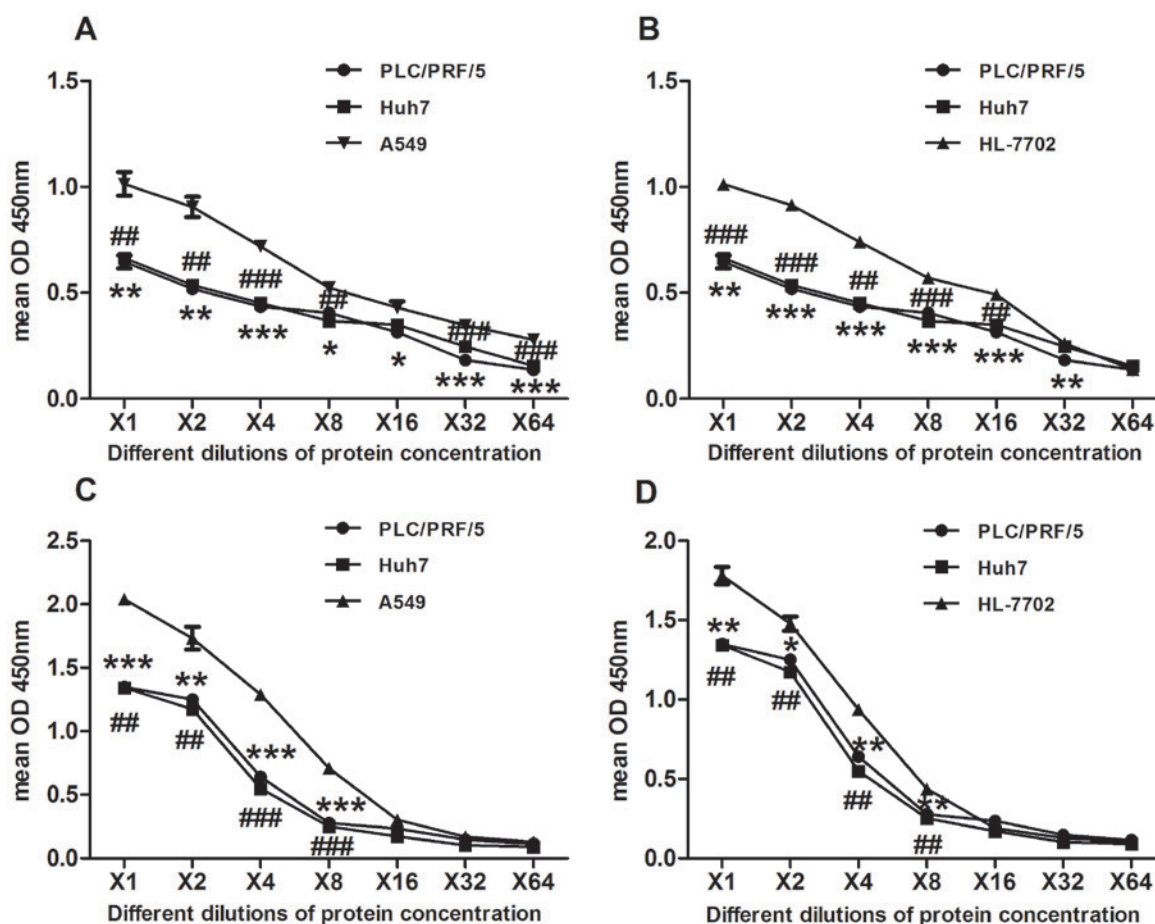 A
PLC/PRF/5
Huh7
A549
mean OD 450nm
1.5
1.0
0.5
0.0
##
##
###
##
###
###
**
**
***
*
*
***
***
X1 X2 X4 X8 X16 X32 X64
Different dilutions of protein concentration
B
PLC/PRF/5
Huh7
HL-7702
mean OD 450nm
1.5
1.0
0.5
0.0
###
###
##
###
##
**
***
***
***
***
**
X1 X2 X4 X8 X16 X32 X64
Different dilutions of protein concentration
C
PLC/PRF/5
Huh7
A549
mean OD 450nm
2.5
2.0
1.5
1.0
0.5
0.0
***
**
***
***
##
##
###
###
X1 X2 X4 X8 X16 X32 X64
Different dilutions of protein concentration
D
PLC/PRF/5
Huh7
HL-7702
mean OD 450nm
2.0
1.5
1.0
0.5
0.0
**
*
**
**
##
##
##
##
X1 X2 X4 X8 X16 X32 X64
Different dilutions of protein concentration